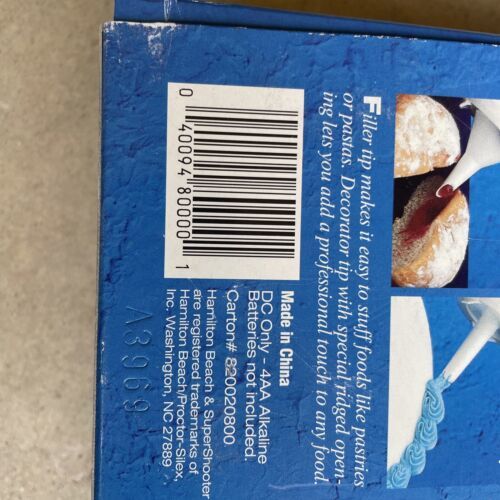 Filler tip makes it easy to stuff foods like pastries
or pastas. Decorator tip with special ridged open-
ing lets you add a professional touch to any food.
0 40094 80000 1
Made in China
DC Only - 4AA Alkaline
Batteries not included.
Carton# 820020800
Hamilton Beach & SuperShooter
are registered trademarks of
Hamilton Beach/Proctor-Silex,
Inc. Washington, NC 27889
A3969